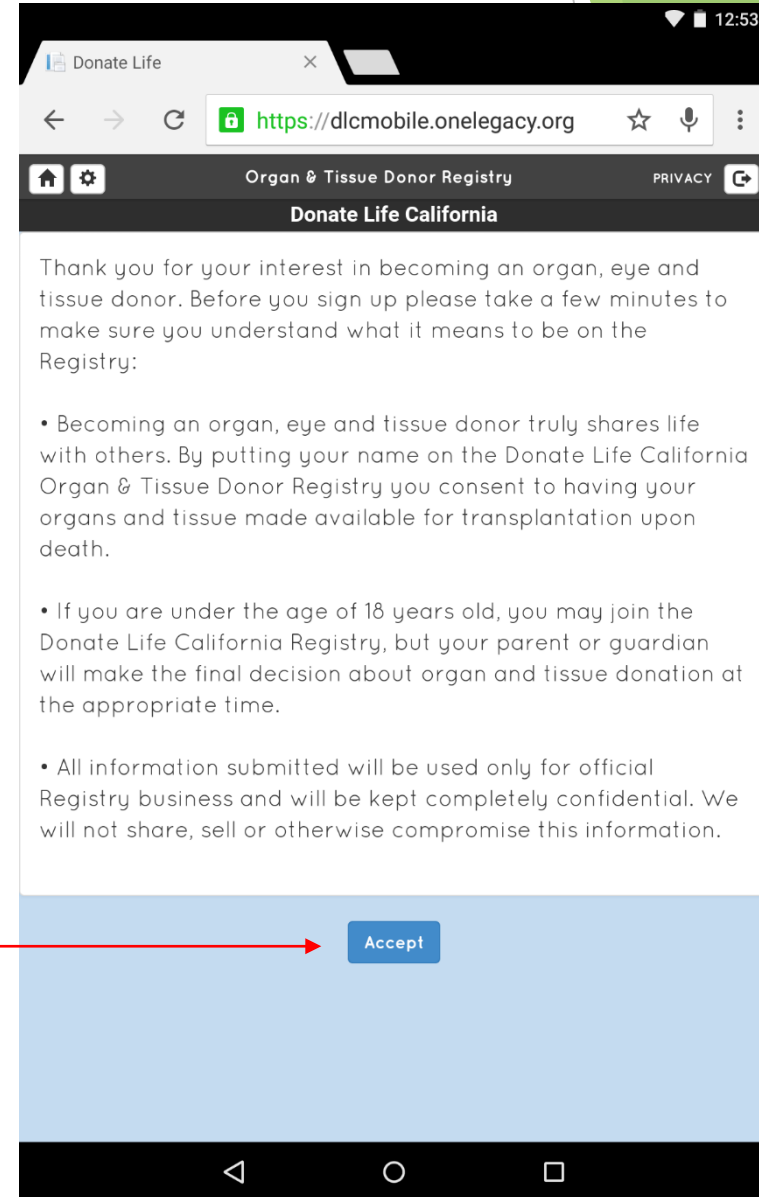 12:53
Donate Life
https://dlcmobile.onelegacy.org
Organ & Tissue Donor Registry
PRIVACY
Donate Life California
Thank you for your interest in becoming an organ, eye and
tissue donor. Before you sign up please take a few minutes to
make sure you understand what it means to be on the
Registry:
• Becoming an organ, eye and tissue donor truly shares life
with others. By putting your name on the Donate Life California
Organ & Tissue Donor Registry you consent to having your
organs and tissue made available for transplantation upon
death.
• If you are under the age of 18 years old, you may join the
Donate Life California Registry, but your parent or guardian
will make the final decision about organ and tissue donation at
the appropriate time.
• All information submitted will be used only for official
Registry business and will be kept completely confidential. We
will not share, sell or otherwise compromise this information.
Accept